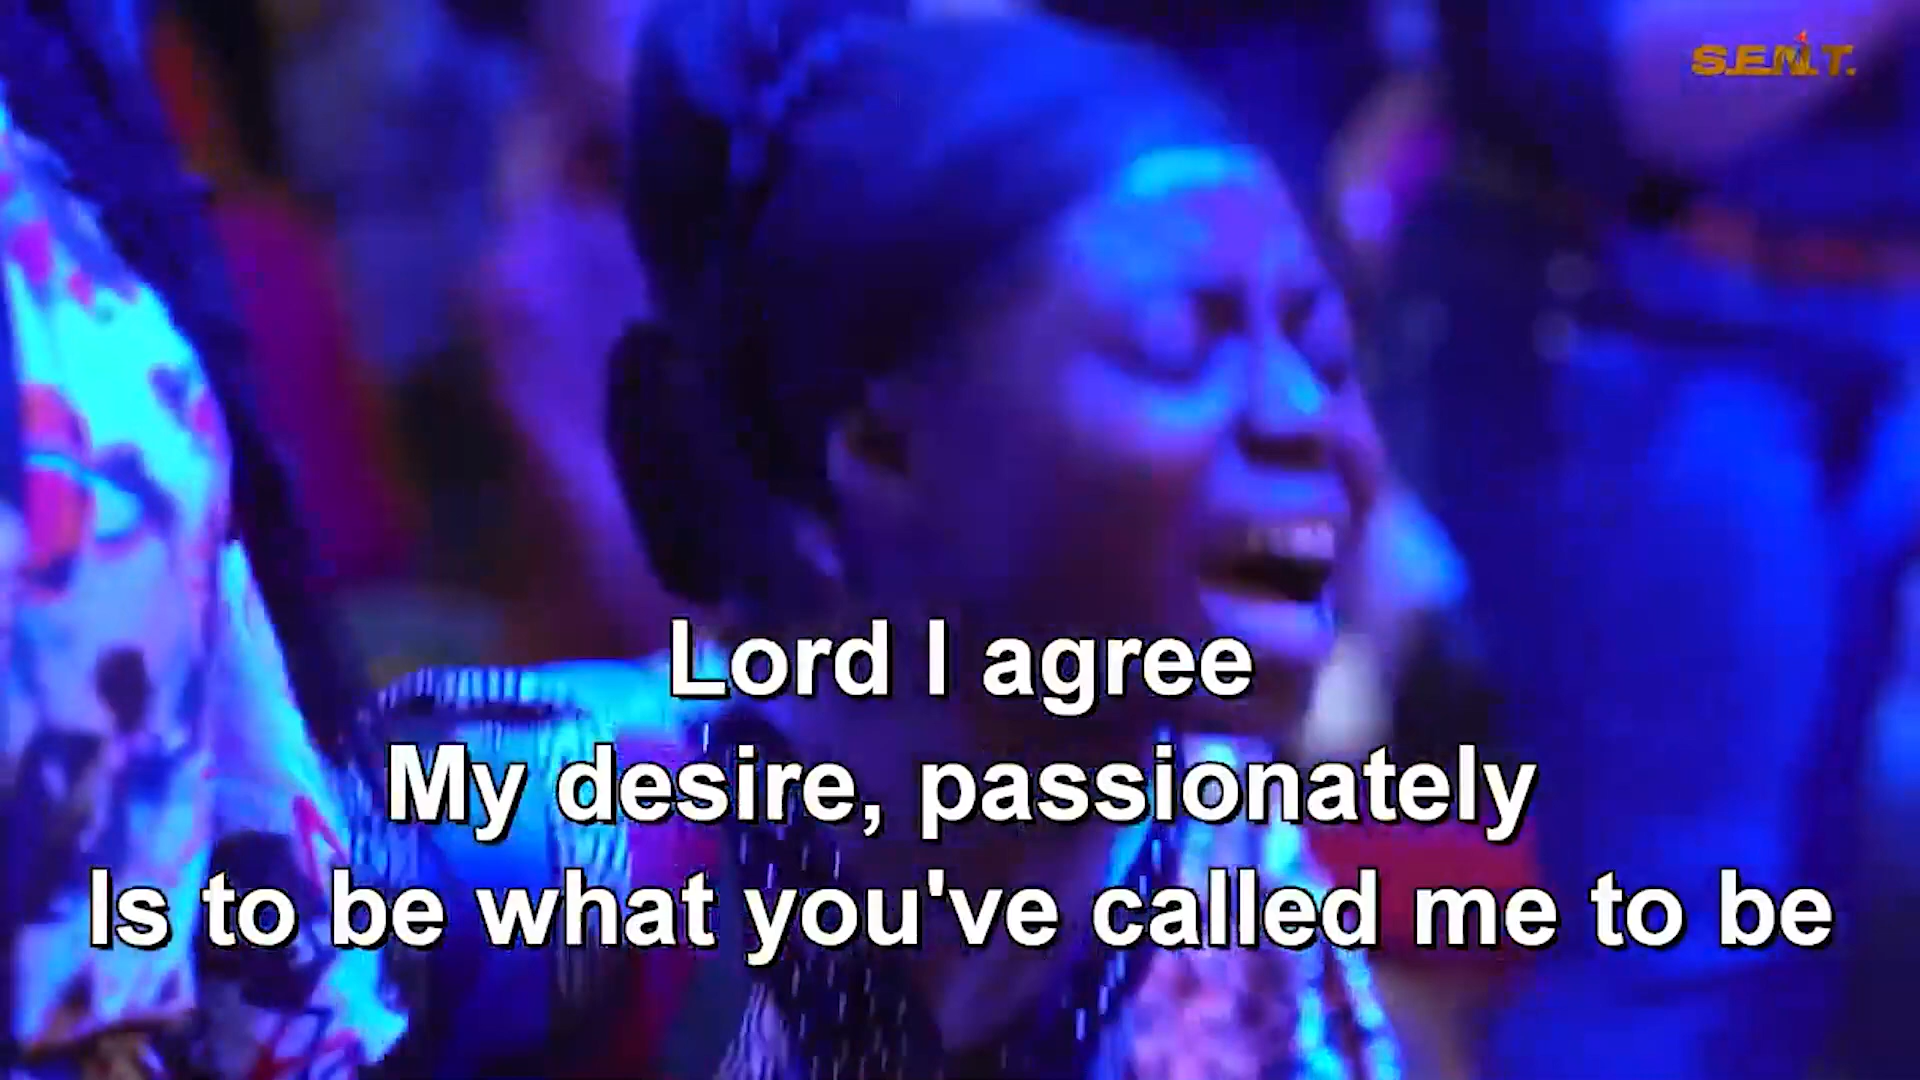 S.E.N.T.
Lord I agree
My desire, passionately
Is to be what you've called me to be